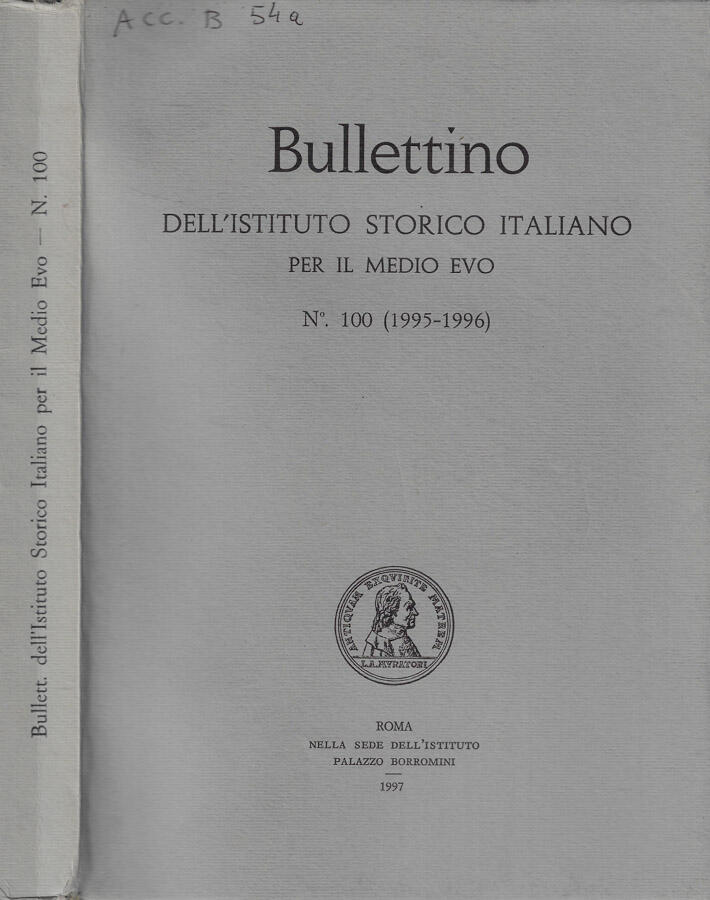 ACC. B 54a
Bullett. dell'Istituto Storico Italiano per il Medio Evo — N. 100
Bullettino
DELL'ISTITUTO STORICO ITALIANO
PER IL MEDIO EVO
Nº. 100 (1995-1996)
ANTIQVAM EXQVIRITE MATREM
L.A.MVRATORI
ROMA
NELLA SEDE DELL'ISTITUTO
PALAZZO BORROMINI
1997